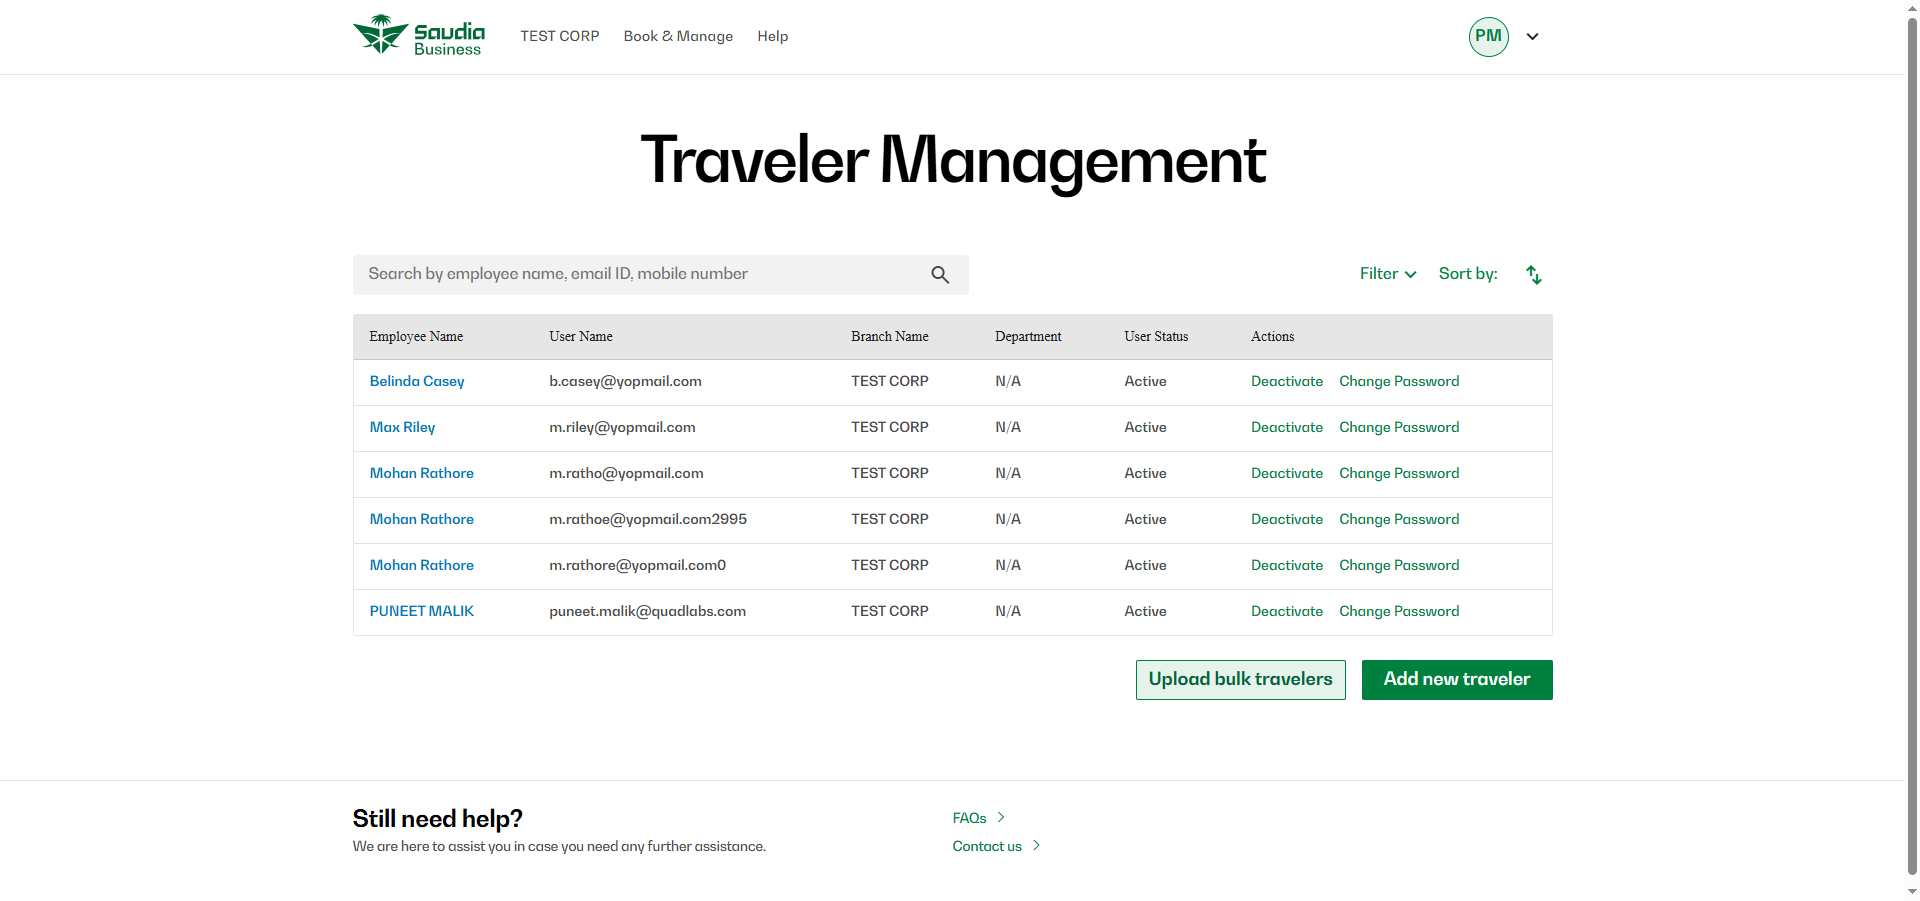 Saudia
Business
TEST CORP Book & Manage Help PM
Traveler Management
Search by employee name, email ID, mobile number Filter Sort by:
Employee Name User Name Branch Name Department User Status Actions
Belinda Casey b.casey@yopmail.com TEST CORP N/A Active Deactivate Change Password
Max Riley m.riley@yopmail.com TEST CORP N/A Active Deactivate Change Password
Mohan Rathore m.ratho@yopmail.com TEST CORP N/A Active Deactivate Change Password
Mohan Rathore m.rathoe@yopmail.com2995 TEST CORP N/A Active Deactivate Change Password
Mohan Rathore m.rathore@yopmail.com0 TEST CORP N/A Active Deactivate Change Password
PUNEET MALIK puneet.malik@quadlabs.com TEST CORP N/A Active Deactivate Change Password
Upload bulk travelers Add new traveler
Still need help?
We are here to assist you in case you need any further assistance.
FAQs
Contact us